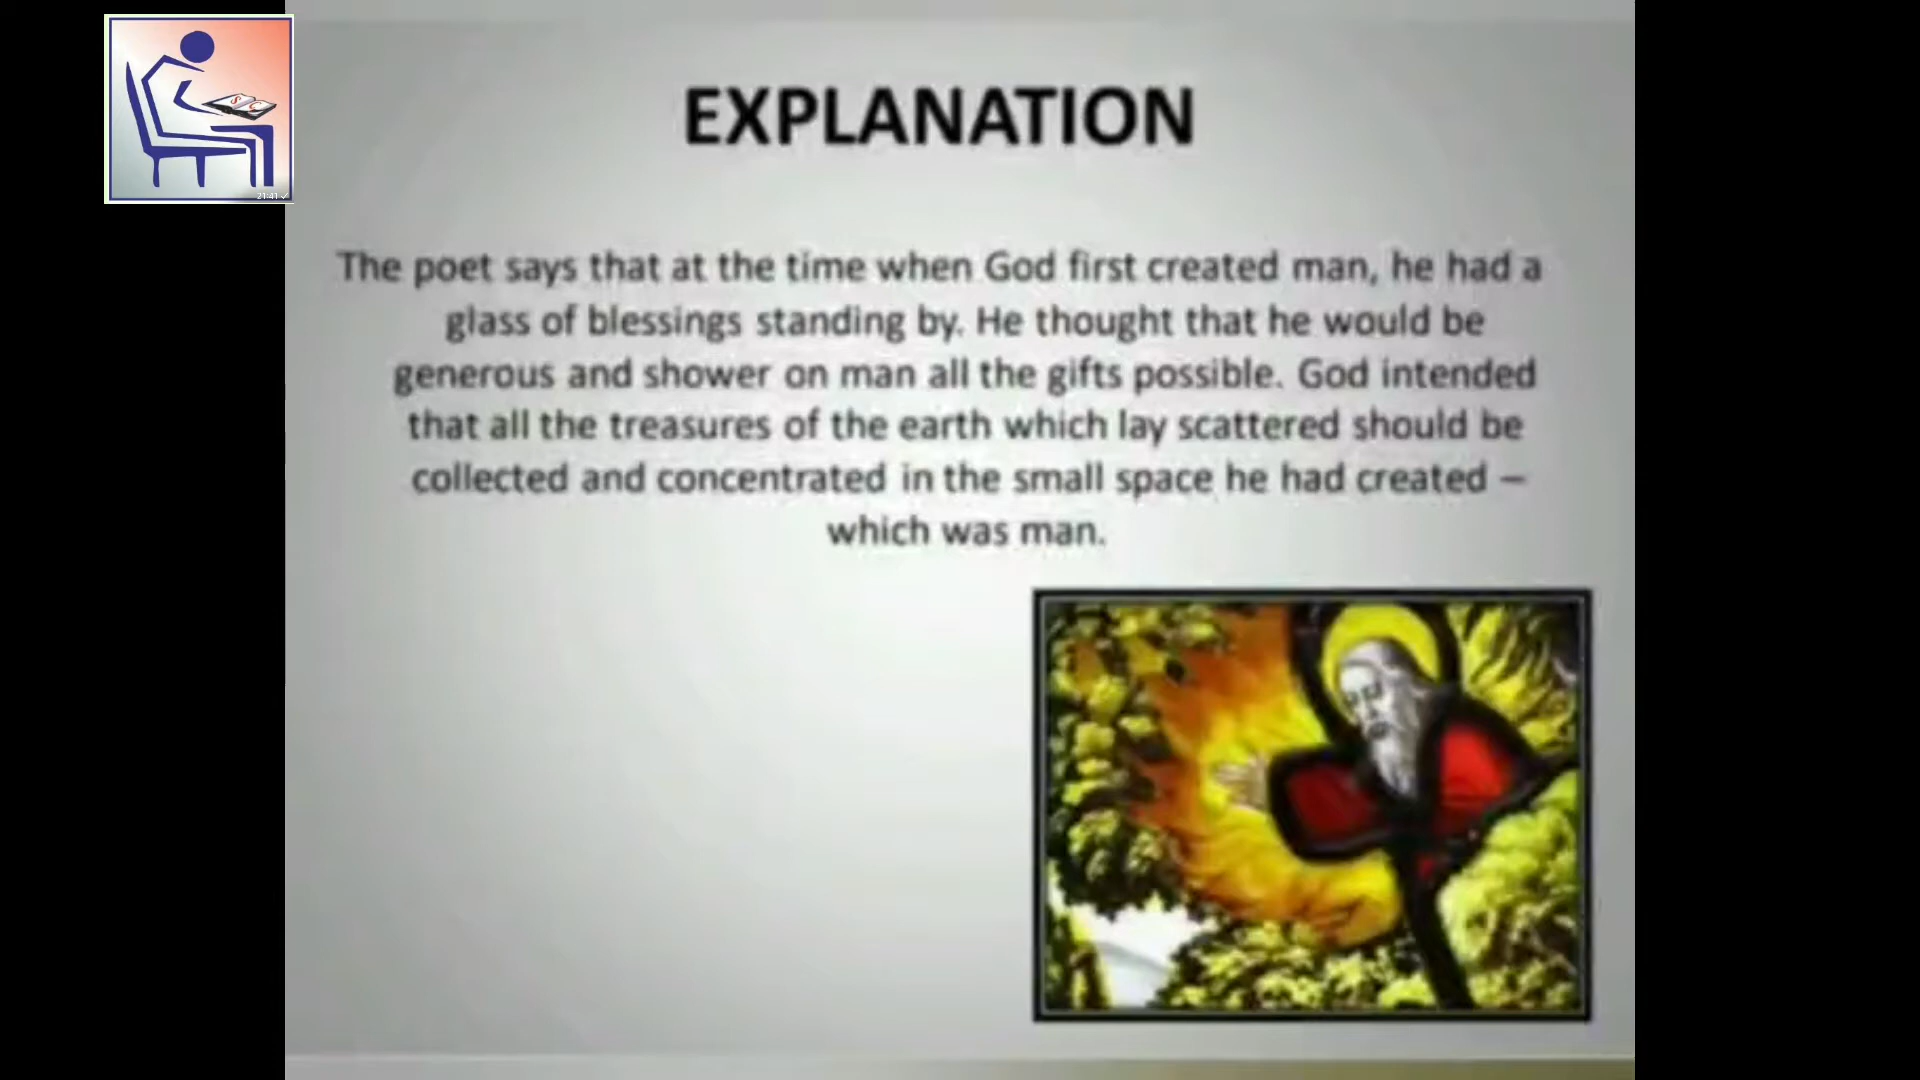 EXPLANATION
The poet says that at the time when God first created man, he had a
glass of blessings standing by. He thought that he would be
generous and shower on man all the gifts possible. God intended
that all the treasures of the earth which lay scattered should be
collected and concentrated in the small space he had created –
which was man.
S C
21:41